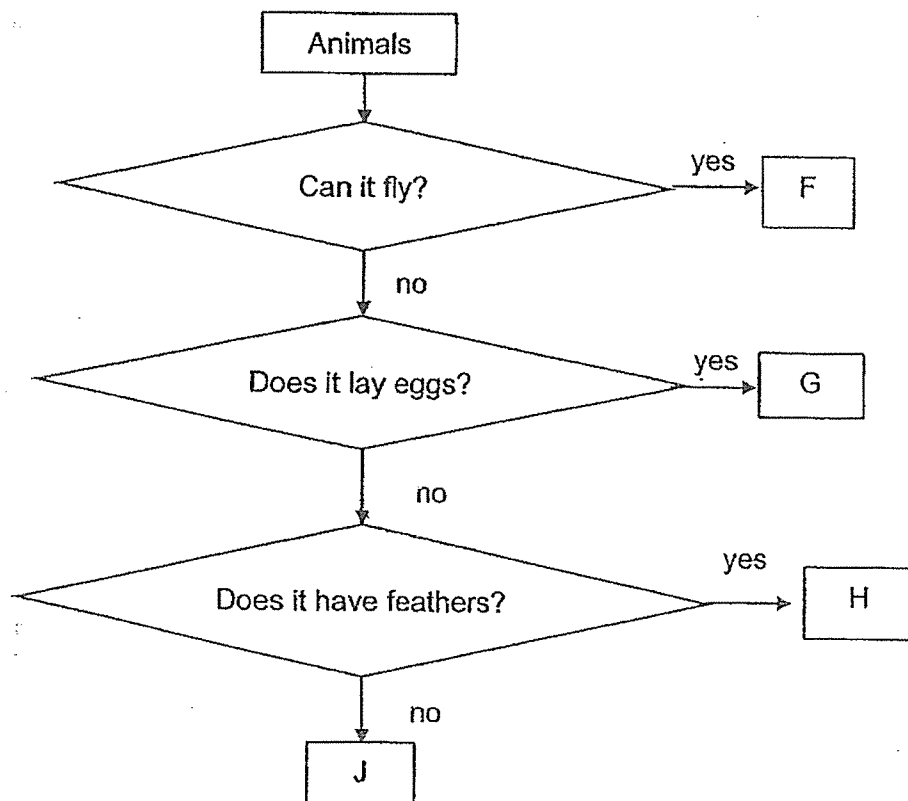 Animals
Can it fly?
yes
F
no
Does it lay eggs?
yes
G
no
Does it have feathers?
yes
H
no
J